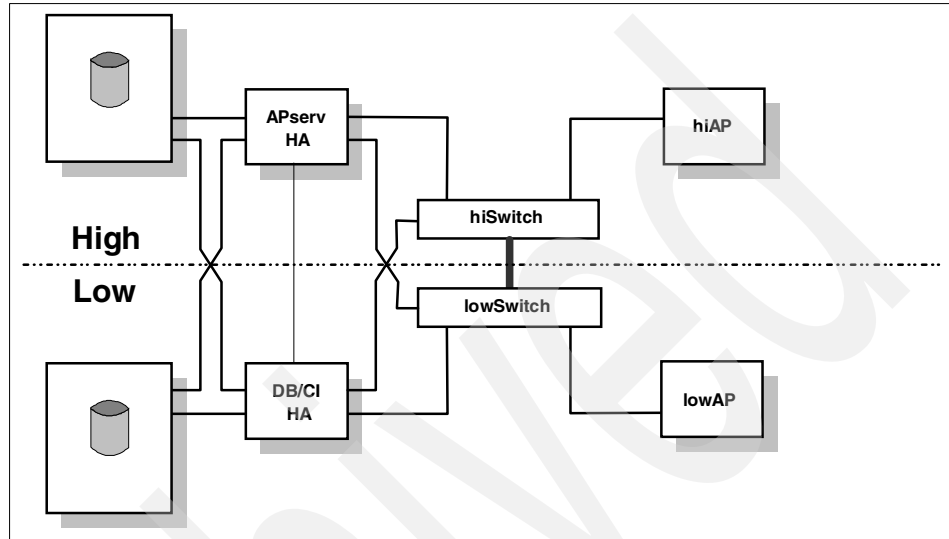 APserv
HA
hiAP
hiSwitch
High
Low
lowSwitch
DB/CI
HA
lowAP